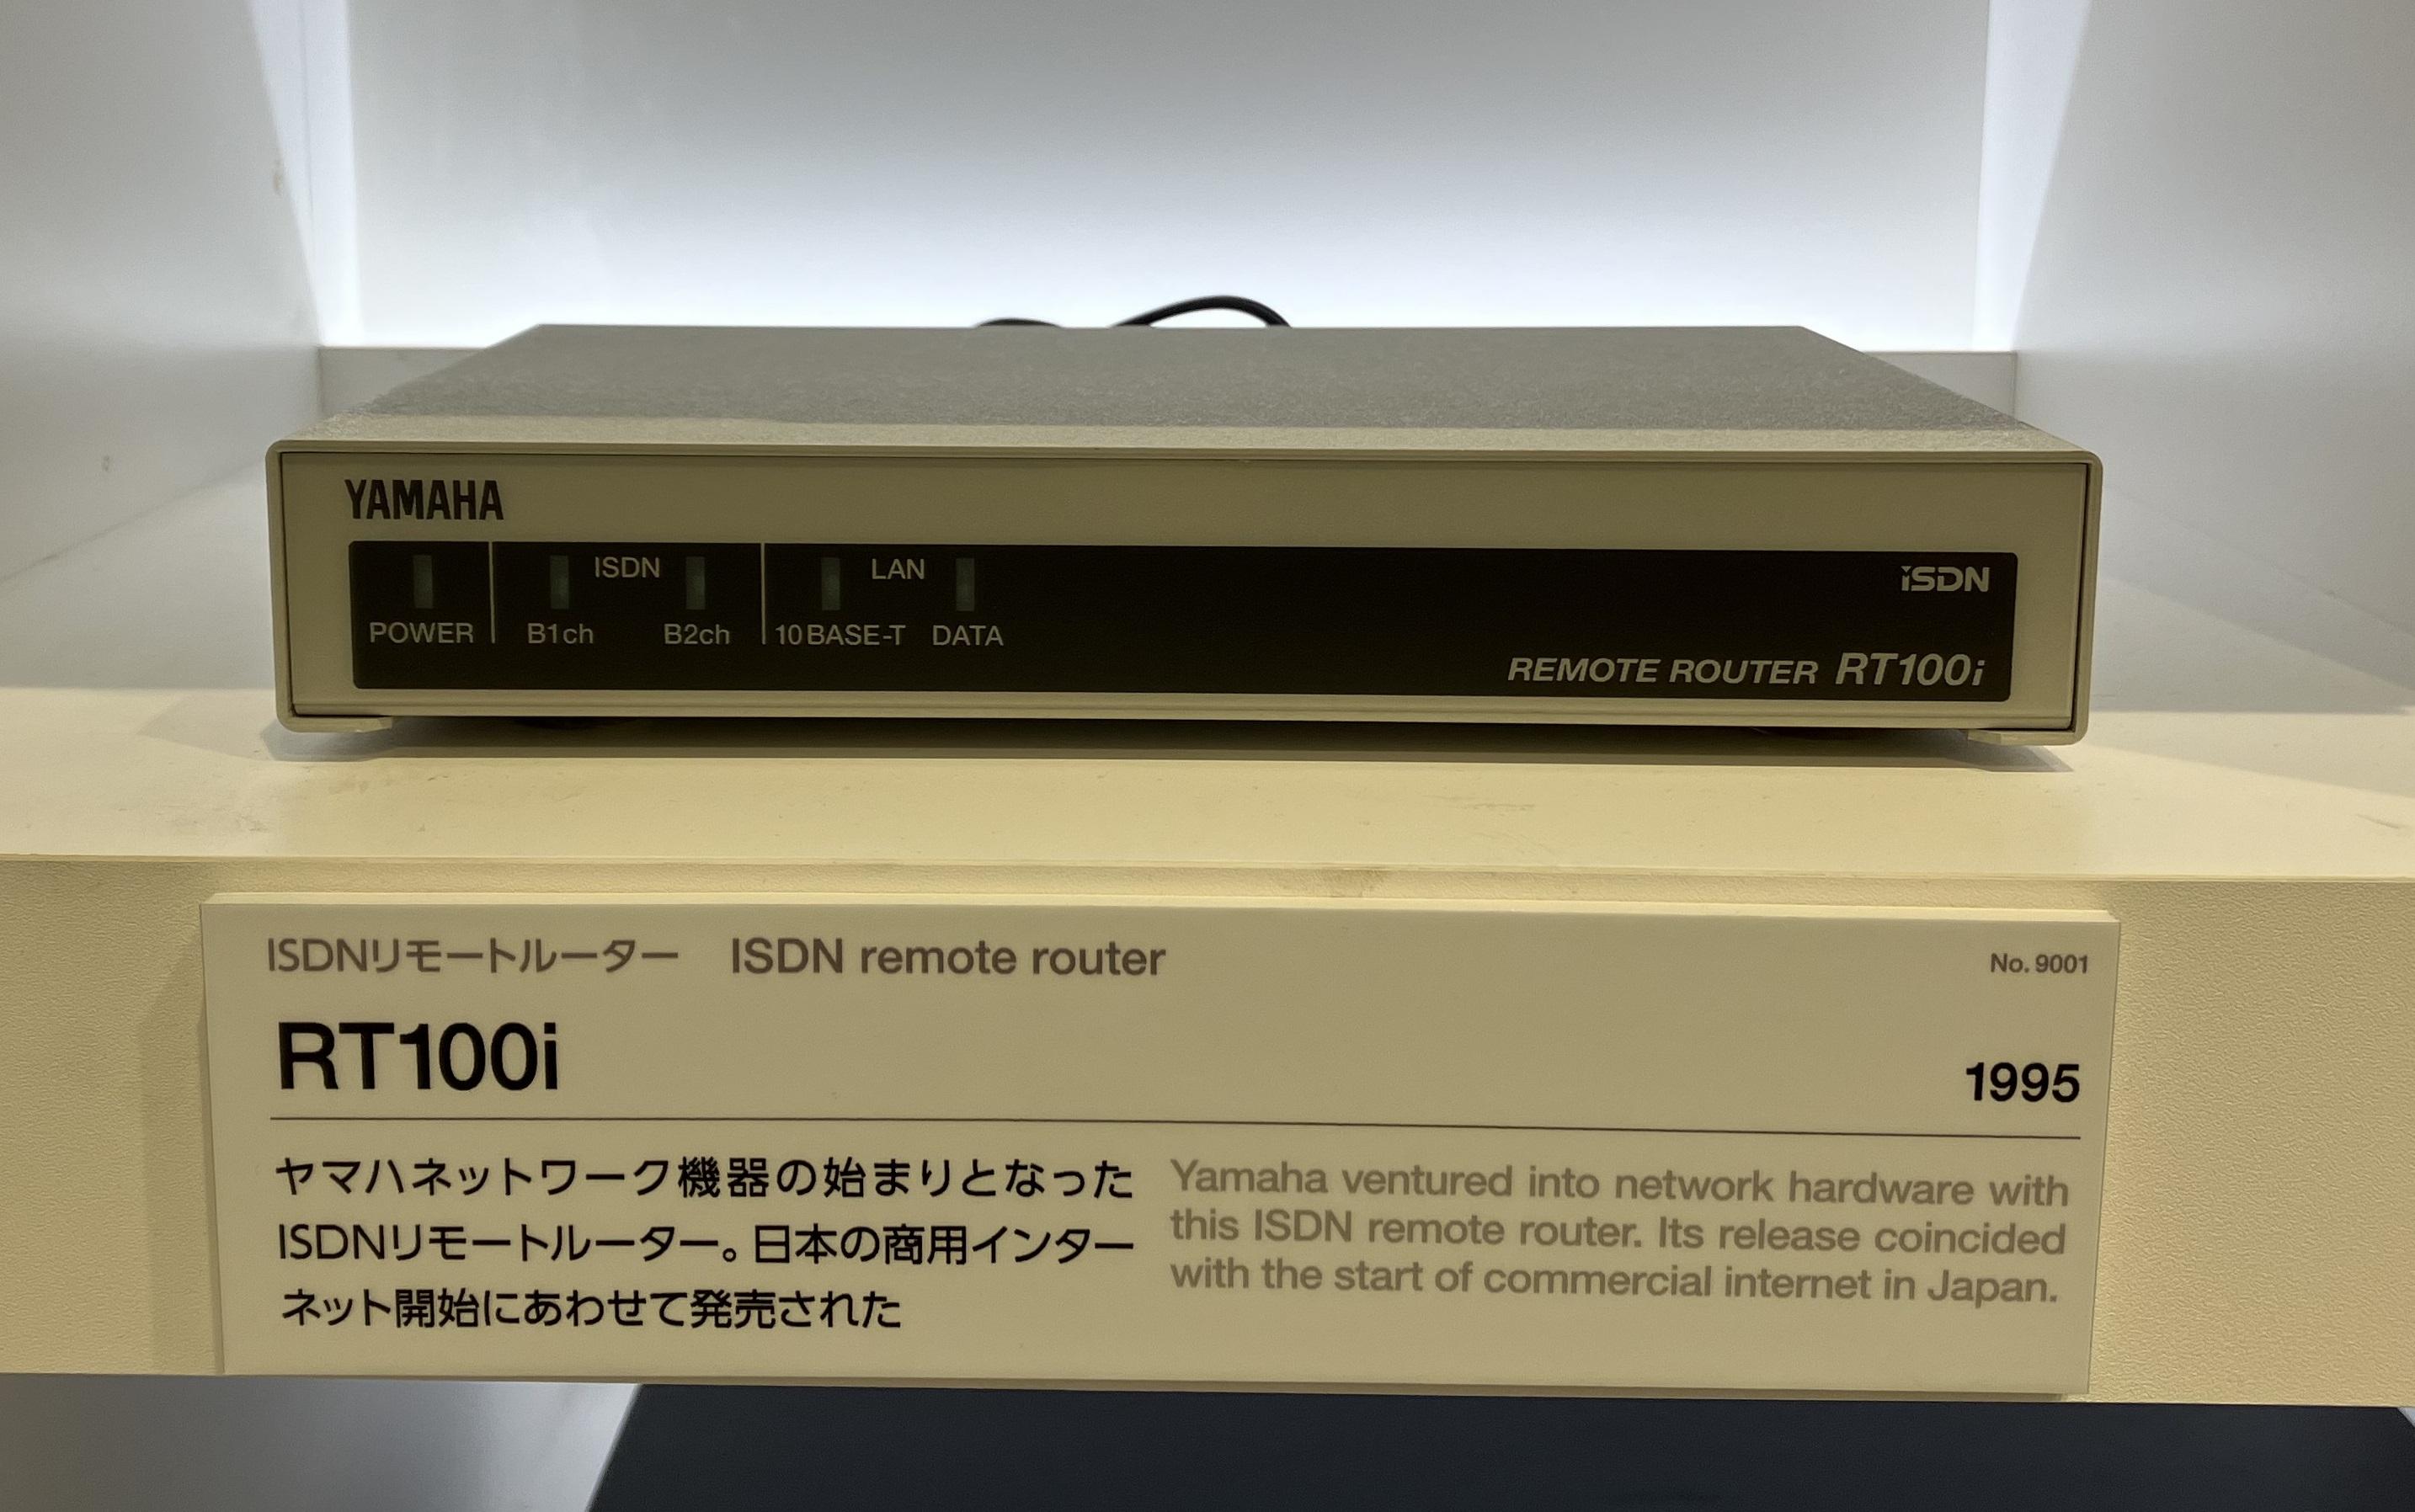 YAMAHA
ISDN LAN iSDN
POWER B1ch B2ch 10BASE-T DATA
REMOTE ROUTER RT100i
ISDNリモートルーター ISDN remote router No. 9001
RT100i
1995
ヤマハネットワーク機器の始まりとなった
ISDNリモートルーター。日本の商用インター
ネット開始にあわせて発売された
Yamaha ventured into network hardware with
this ISDN remote router. Its release coincided
with the start of commercial internet in Japan.